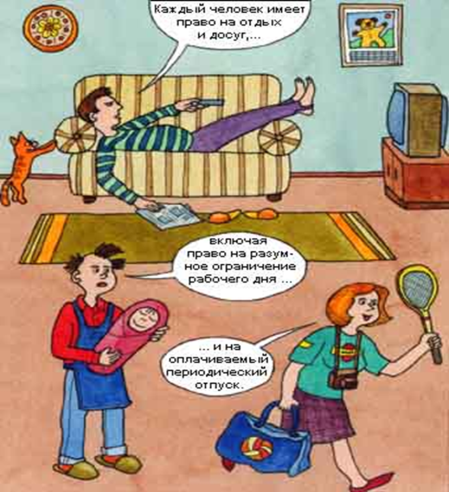 Каждый человек имеет
право на отдых
и досуг,...
включая
право на разум-
ное ограничение
рабочего дня ...
... и на
оплачиваемый
периодический
отпуск.